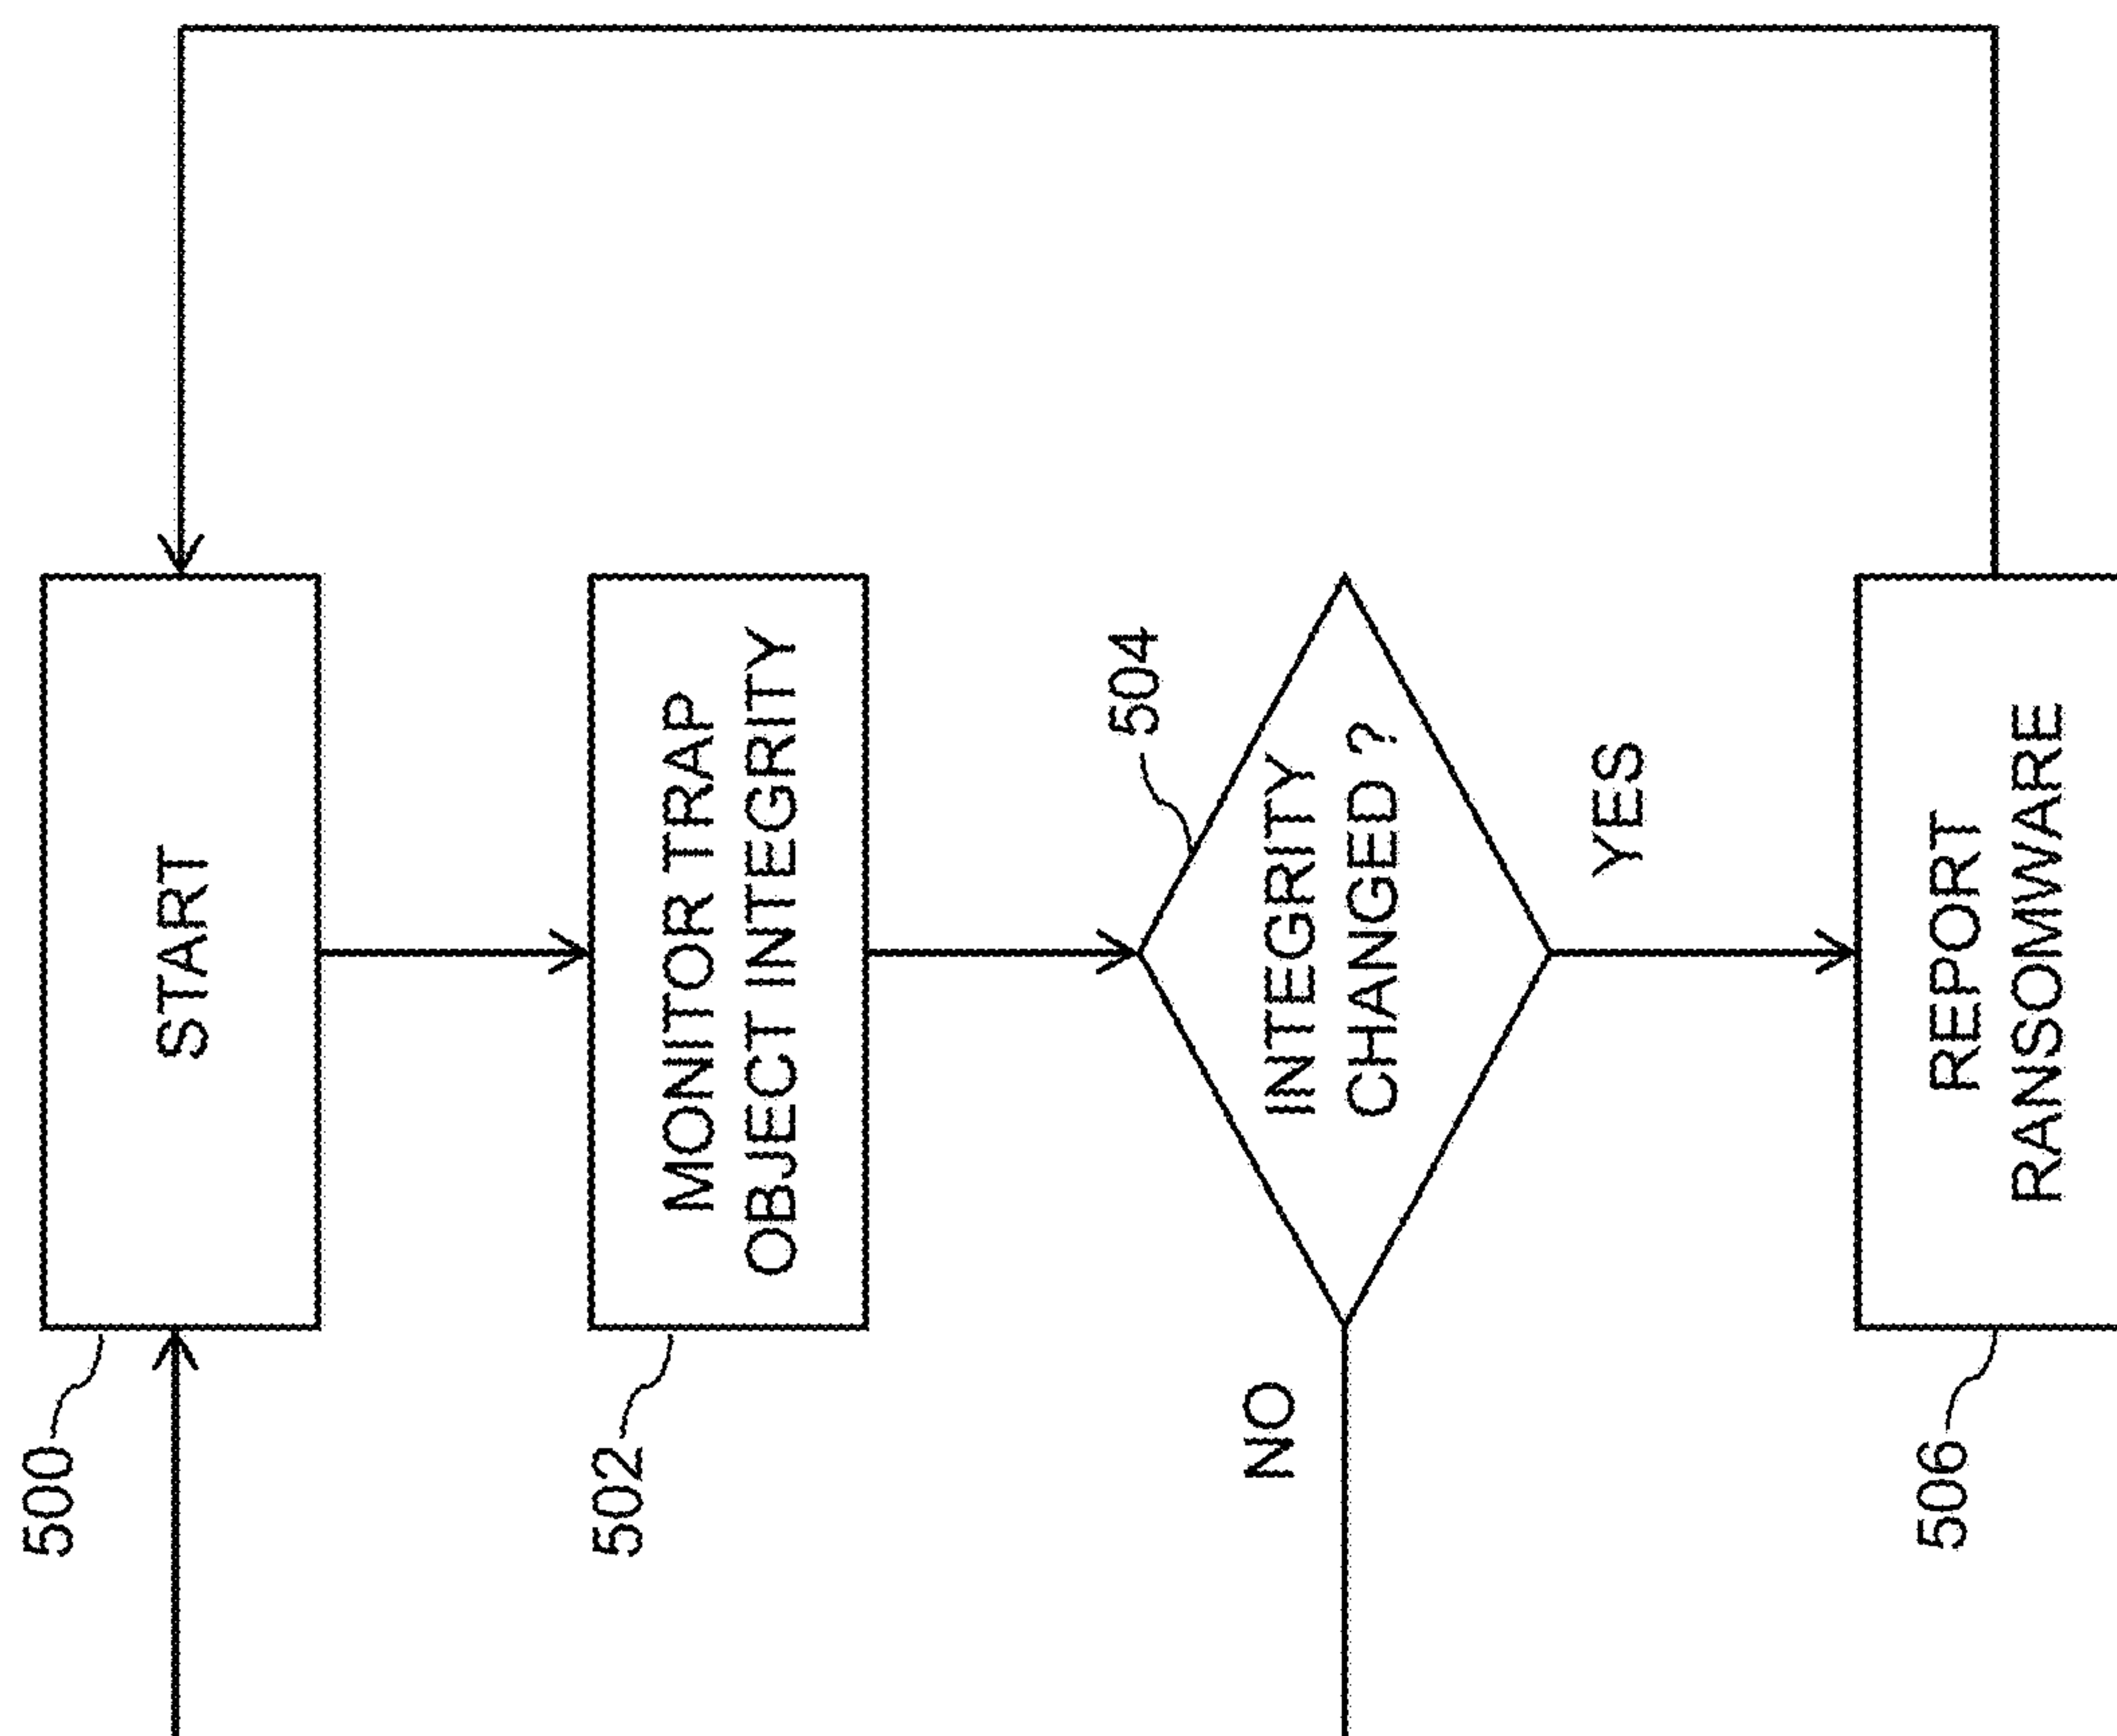 500
START
502
MONITOR TRAP
OBJECT INTEGRITY
504
INTEGRITY
CHANGED ?
NO
YES
506
REPORT
RANSOMWARE